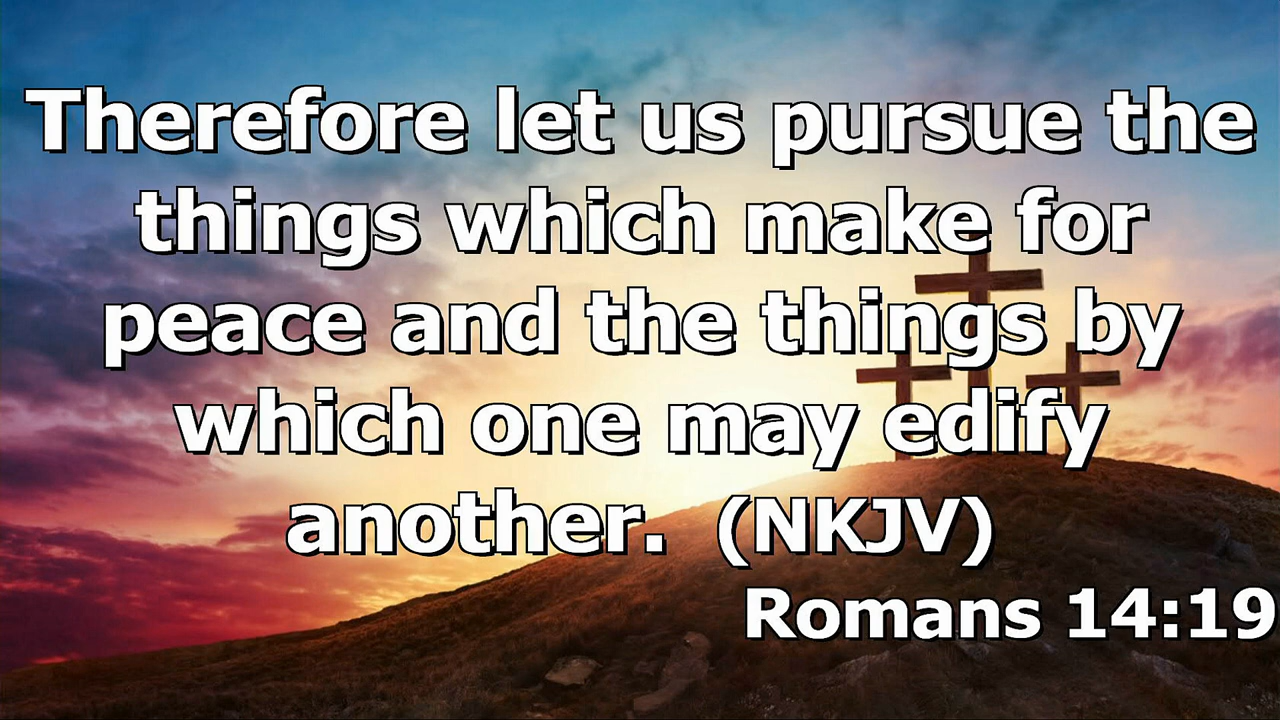 Therefore let us pursue the
things which make for
peace and the things by
which one may edify
another. (NKJV)
Romans 14:19